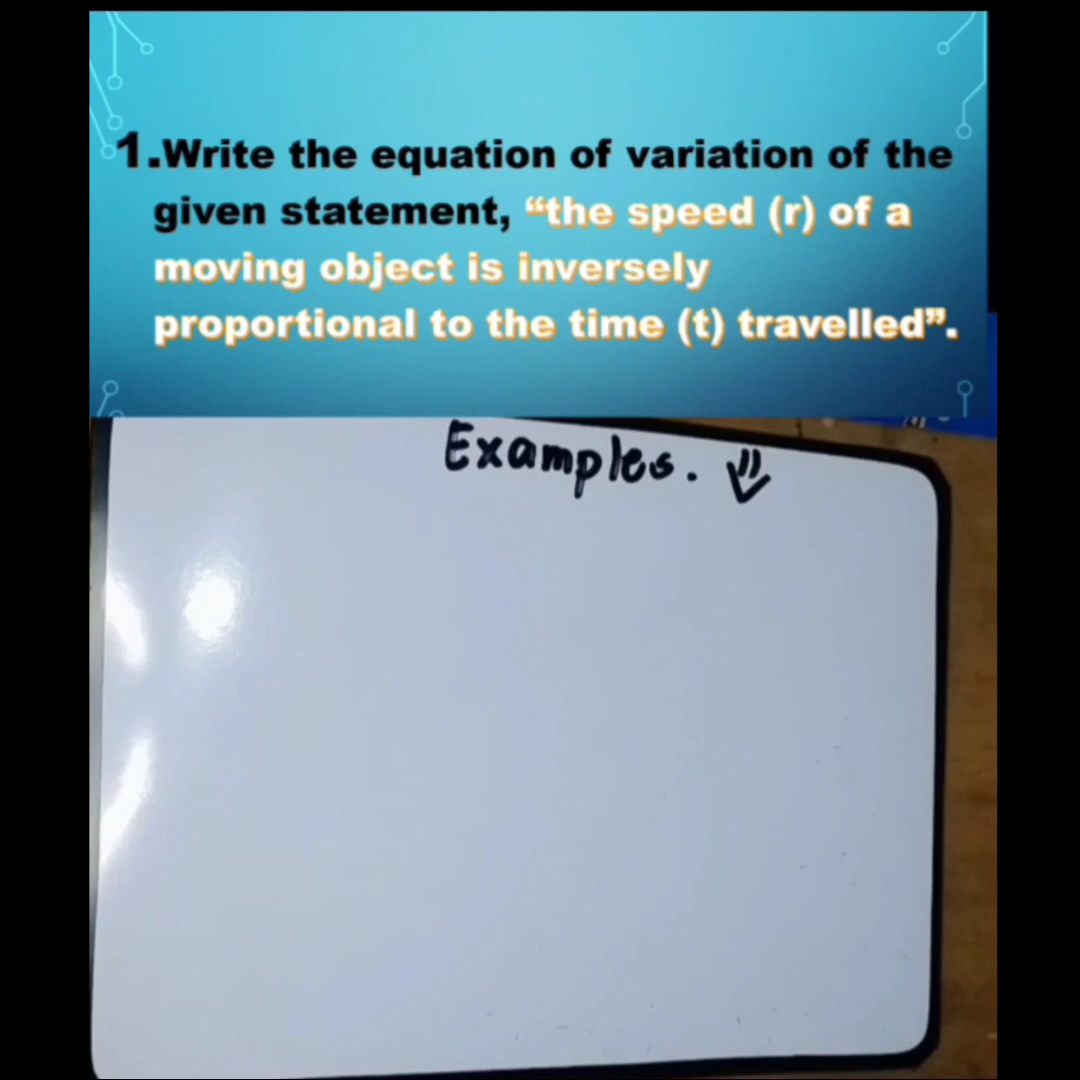 1.Write the equation of variation of the
given statement, “the speed (r) of a
moving object is inversely
proportional to the time (t) travelled”.
Examples.